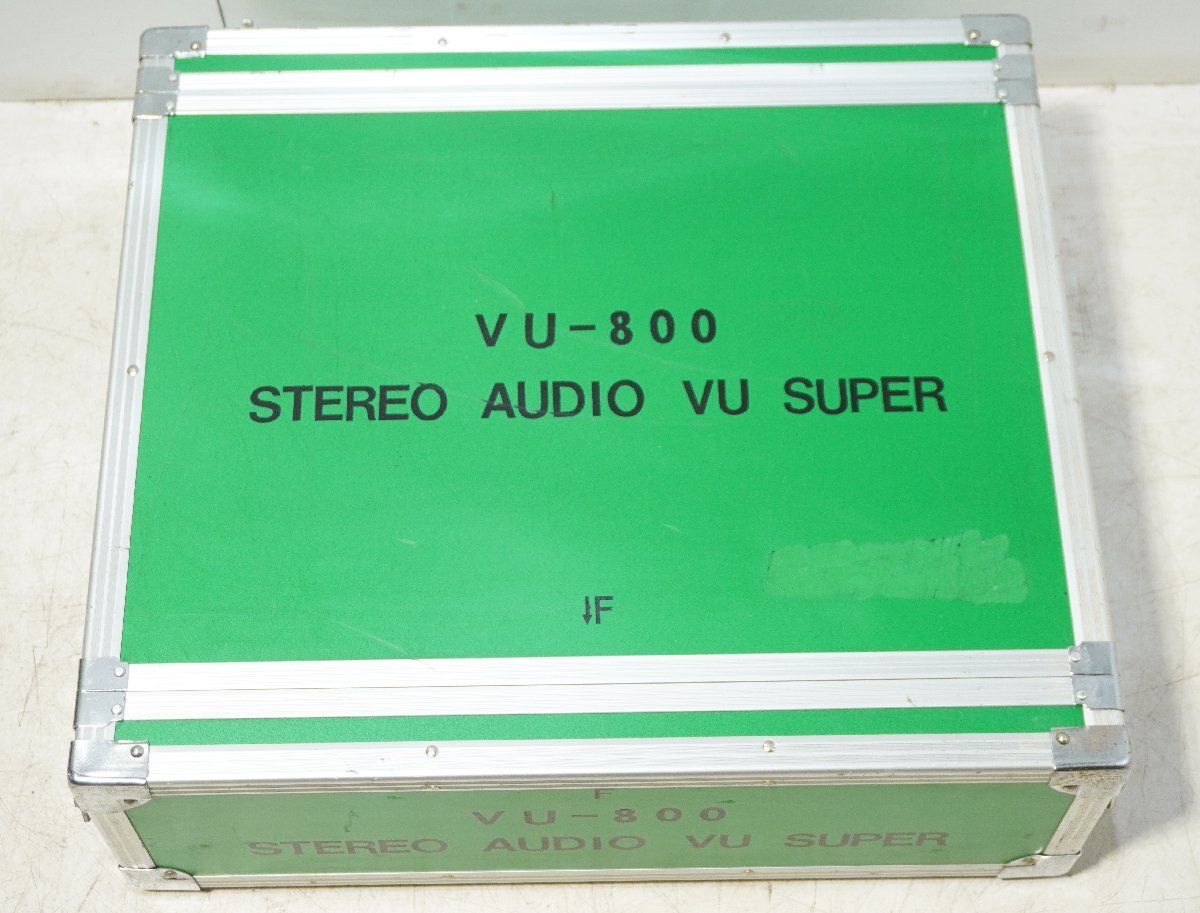 VU-800
STEREO AUDIO VU SUPER
↓F
F
VU-800
STEREO AUDIO VU SUPER